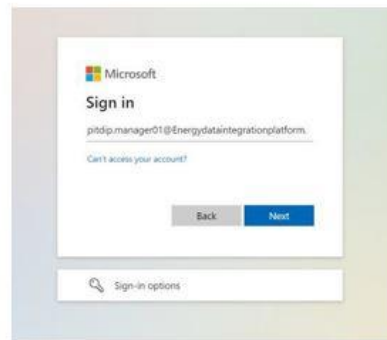 Microsoft
Sign in
pitdip.manager01@Energydataintegrationplatform.
Can't access your account?
Back Next
Sign-in options